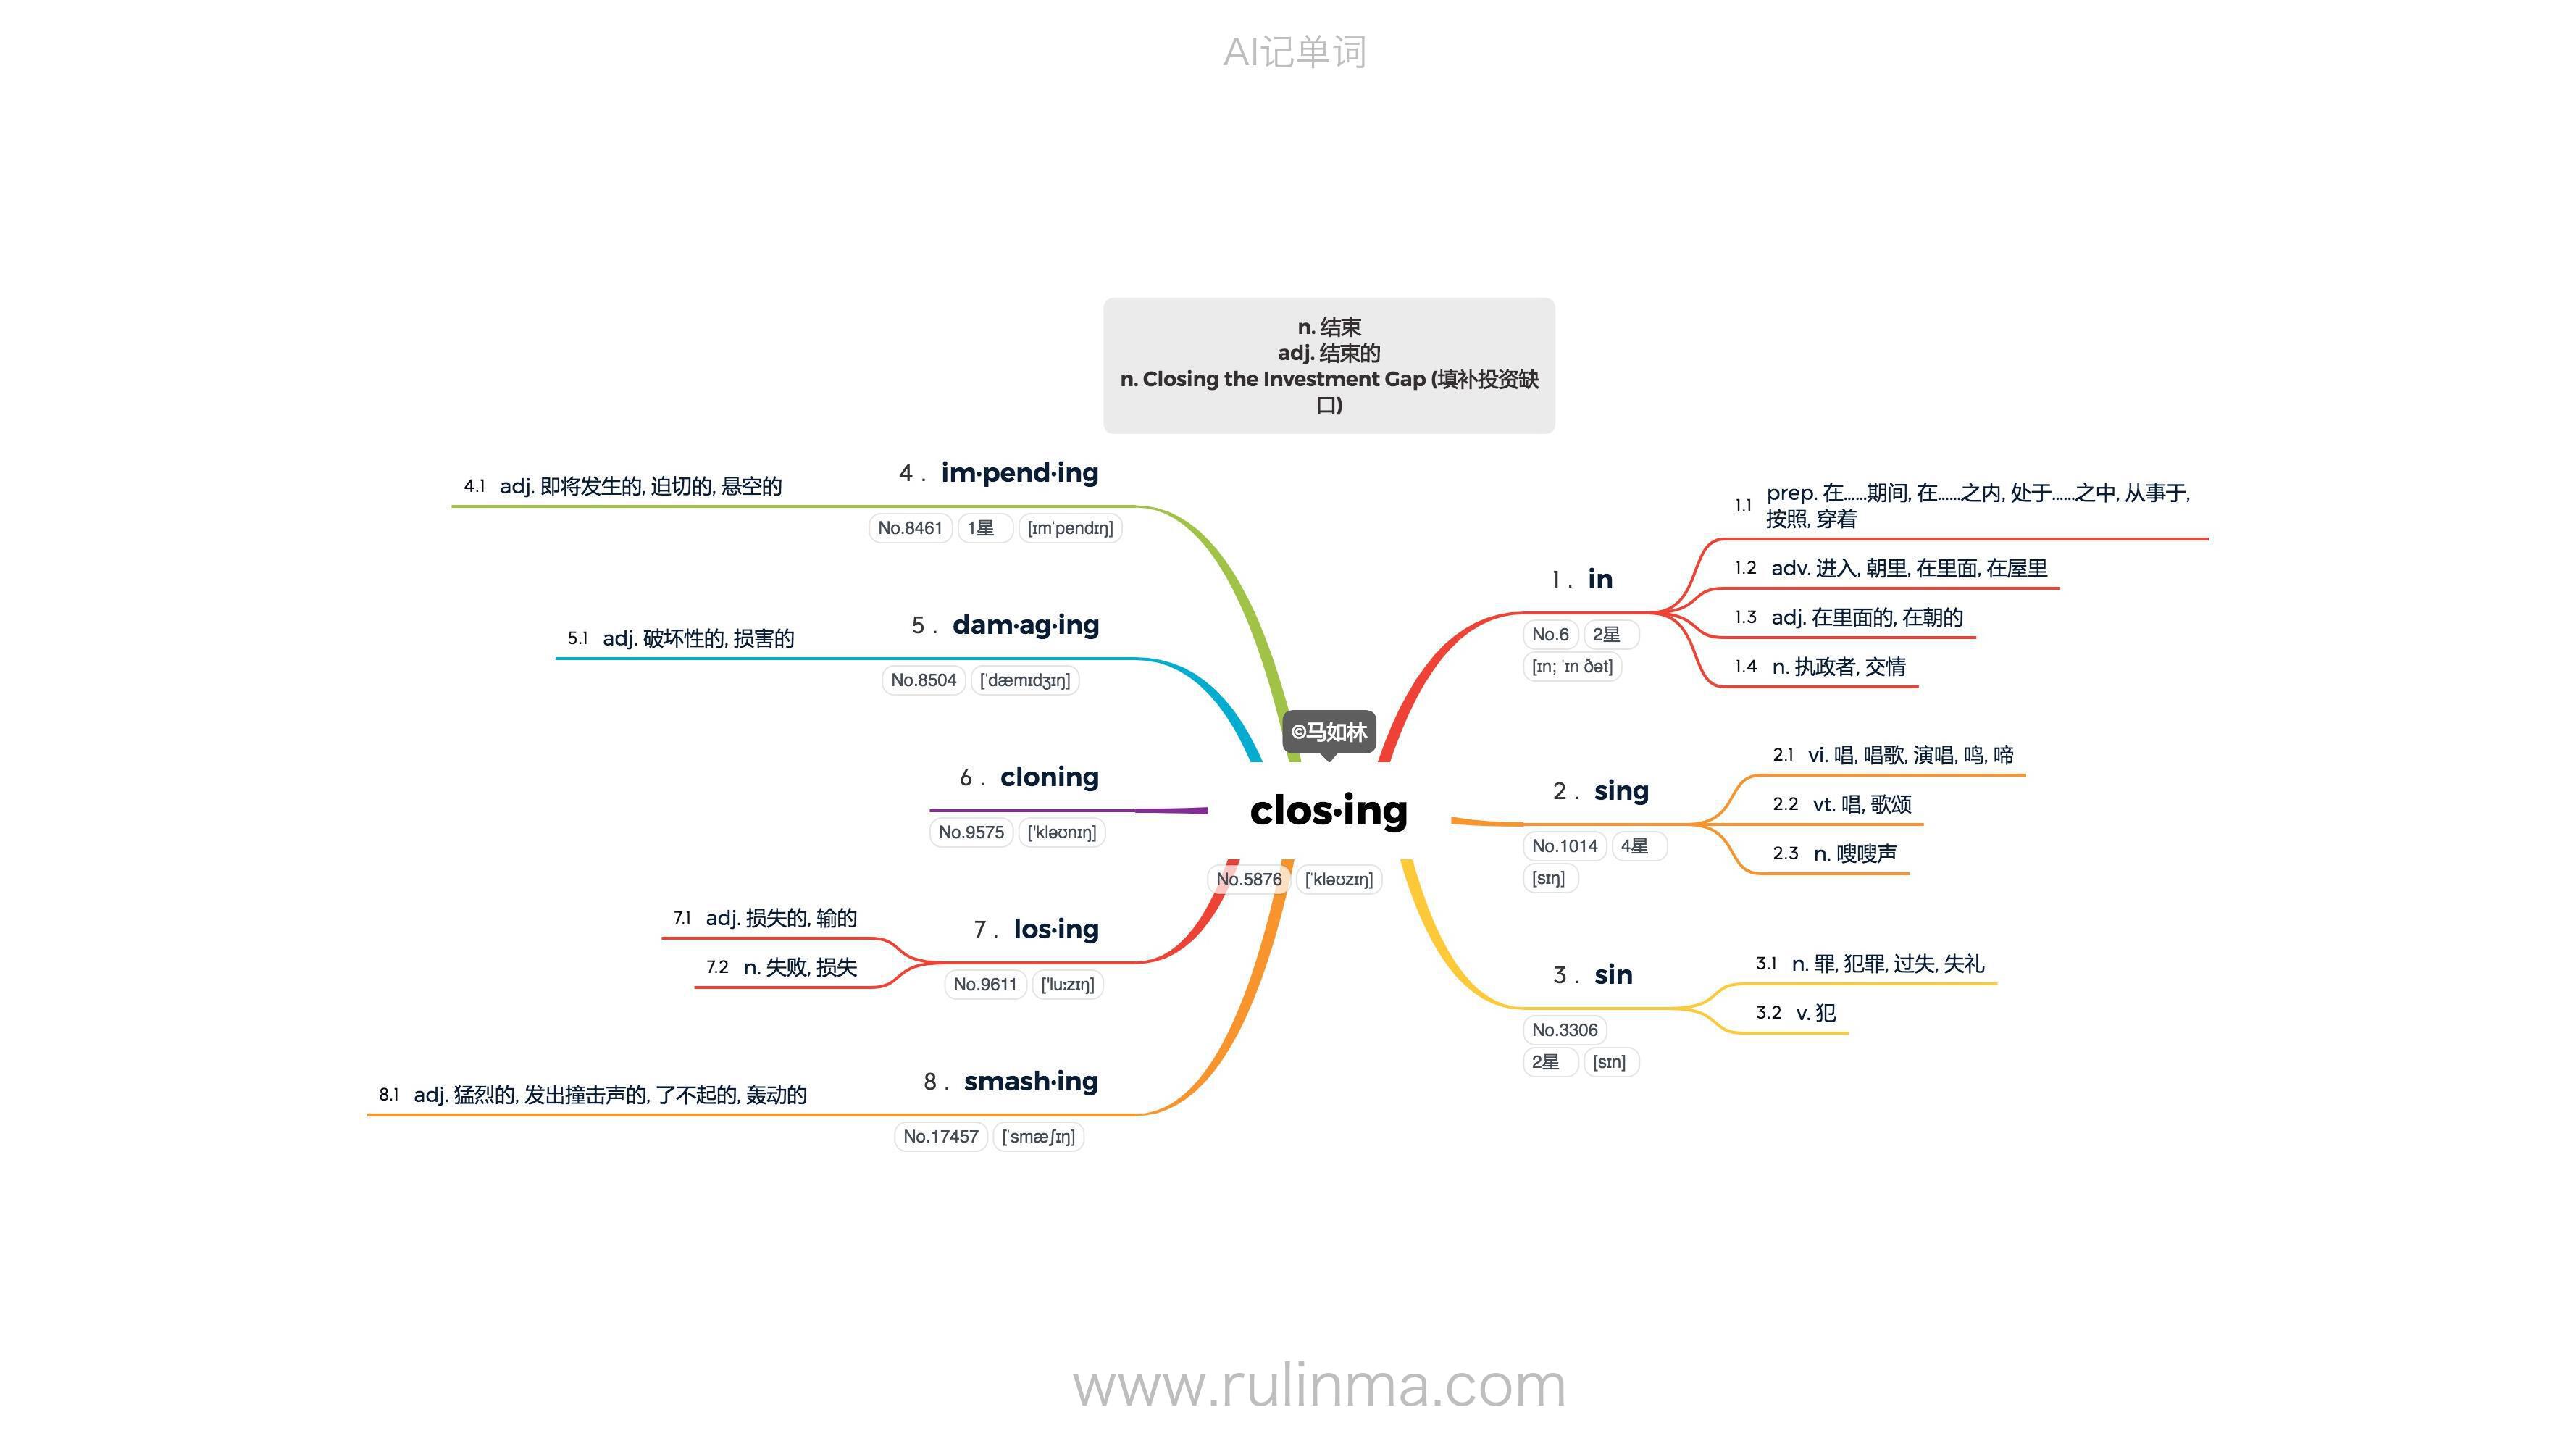 AI记单词
n. 结束
adj. 结束的
n. Closing the Investment Gap (填补投资缺
口)
©马如林
clos·ing
No.5876 [ˈkləʊzɪŋ]
1. in
No.6 2星
[ɪn; ˈɪn ðət]
1.1 prep. 在……期间, 在……之内, 处于……之中, 从事于,
按照, 穿着
1.2 adv. 进入, 朝里, 在里面, 在屋里
1.3 adj. 在里面的, 在朝的
1.4 n. 执政者, 交情
2. sing
No.1014 4星
[sɪŋ]
2.1 vi. 唱, 唱歌, 演唱, 鸣, 啼
2.2 vt. 唱, 歌颂
2.3 n. 嗖嗖声
3. sin
No.3306
2星 [sɪn]
3.1 n. 罪, 犯罪, 过失, 失礼
3.2 v. 犯
4. im·pend·ing
No.8461 1星 [ɪmˈpendɪŋ]
4.1 adj. 即将发生的, 迫切的, 悬空的
5. dam·ag·ing
No.8504 [ˈdæmɪdʒɪŋ]
5.1 adj. 破坏性的, 损害的
6. cloning
No.9575 ['kləʊnɪŋ]
7. los·ing
No.9611 ['luːzɪŋ]
7.1 adj. 损失的, 输的
7.2 n. 失败, 损失
8. smash·ing
No.17457 [ˈsmæʃɪŋ]
8.1 adj. 猛烈的, 发出撞击声的, 了不起的, 轰动的
www.rulinma.com